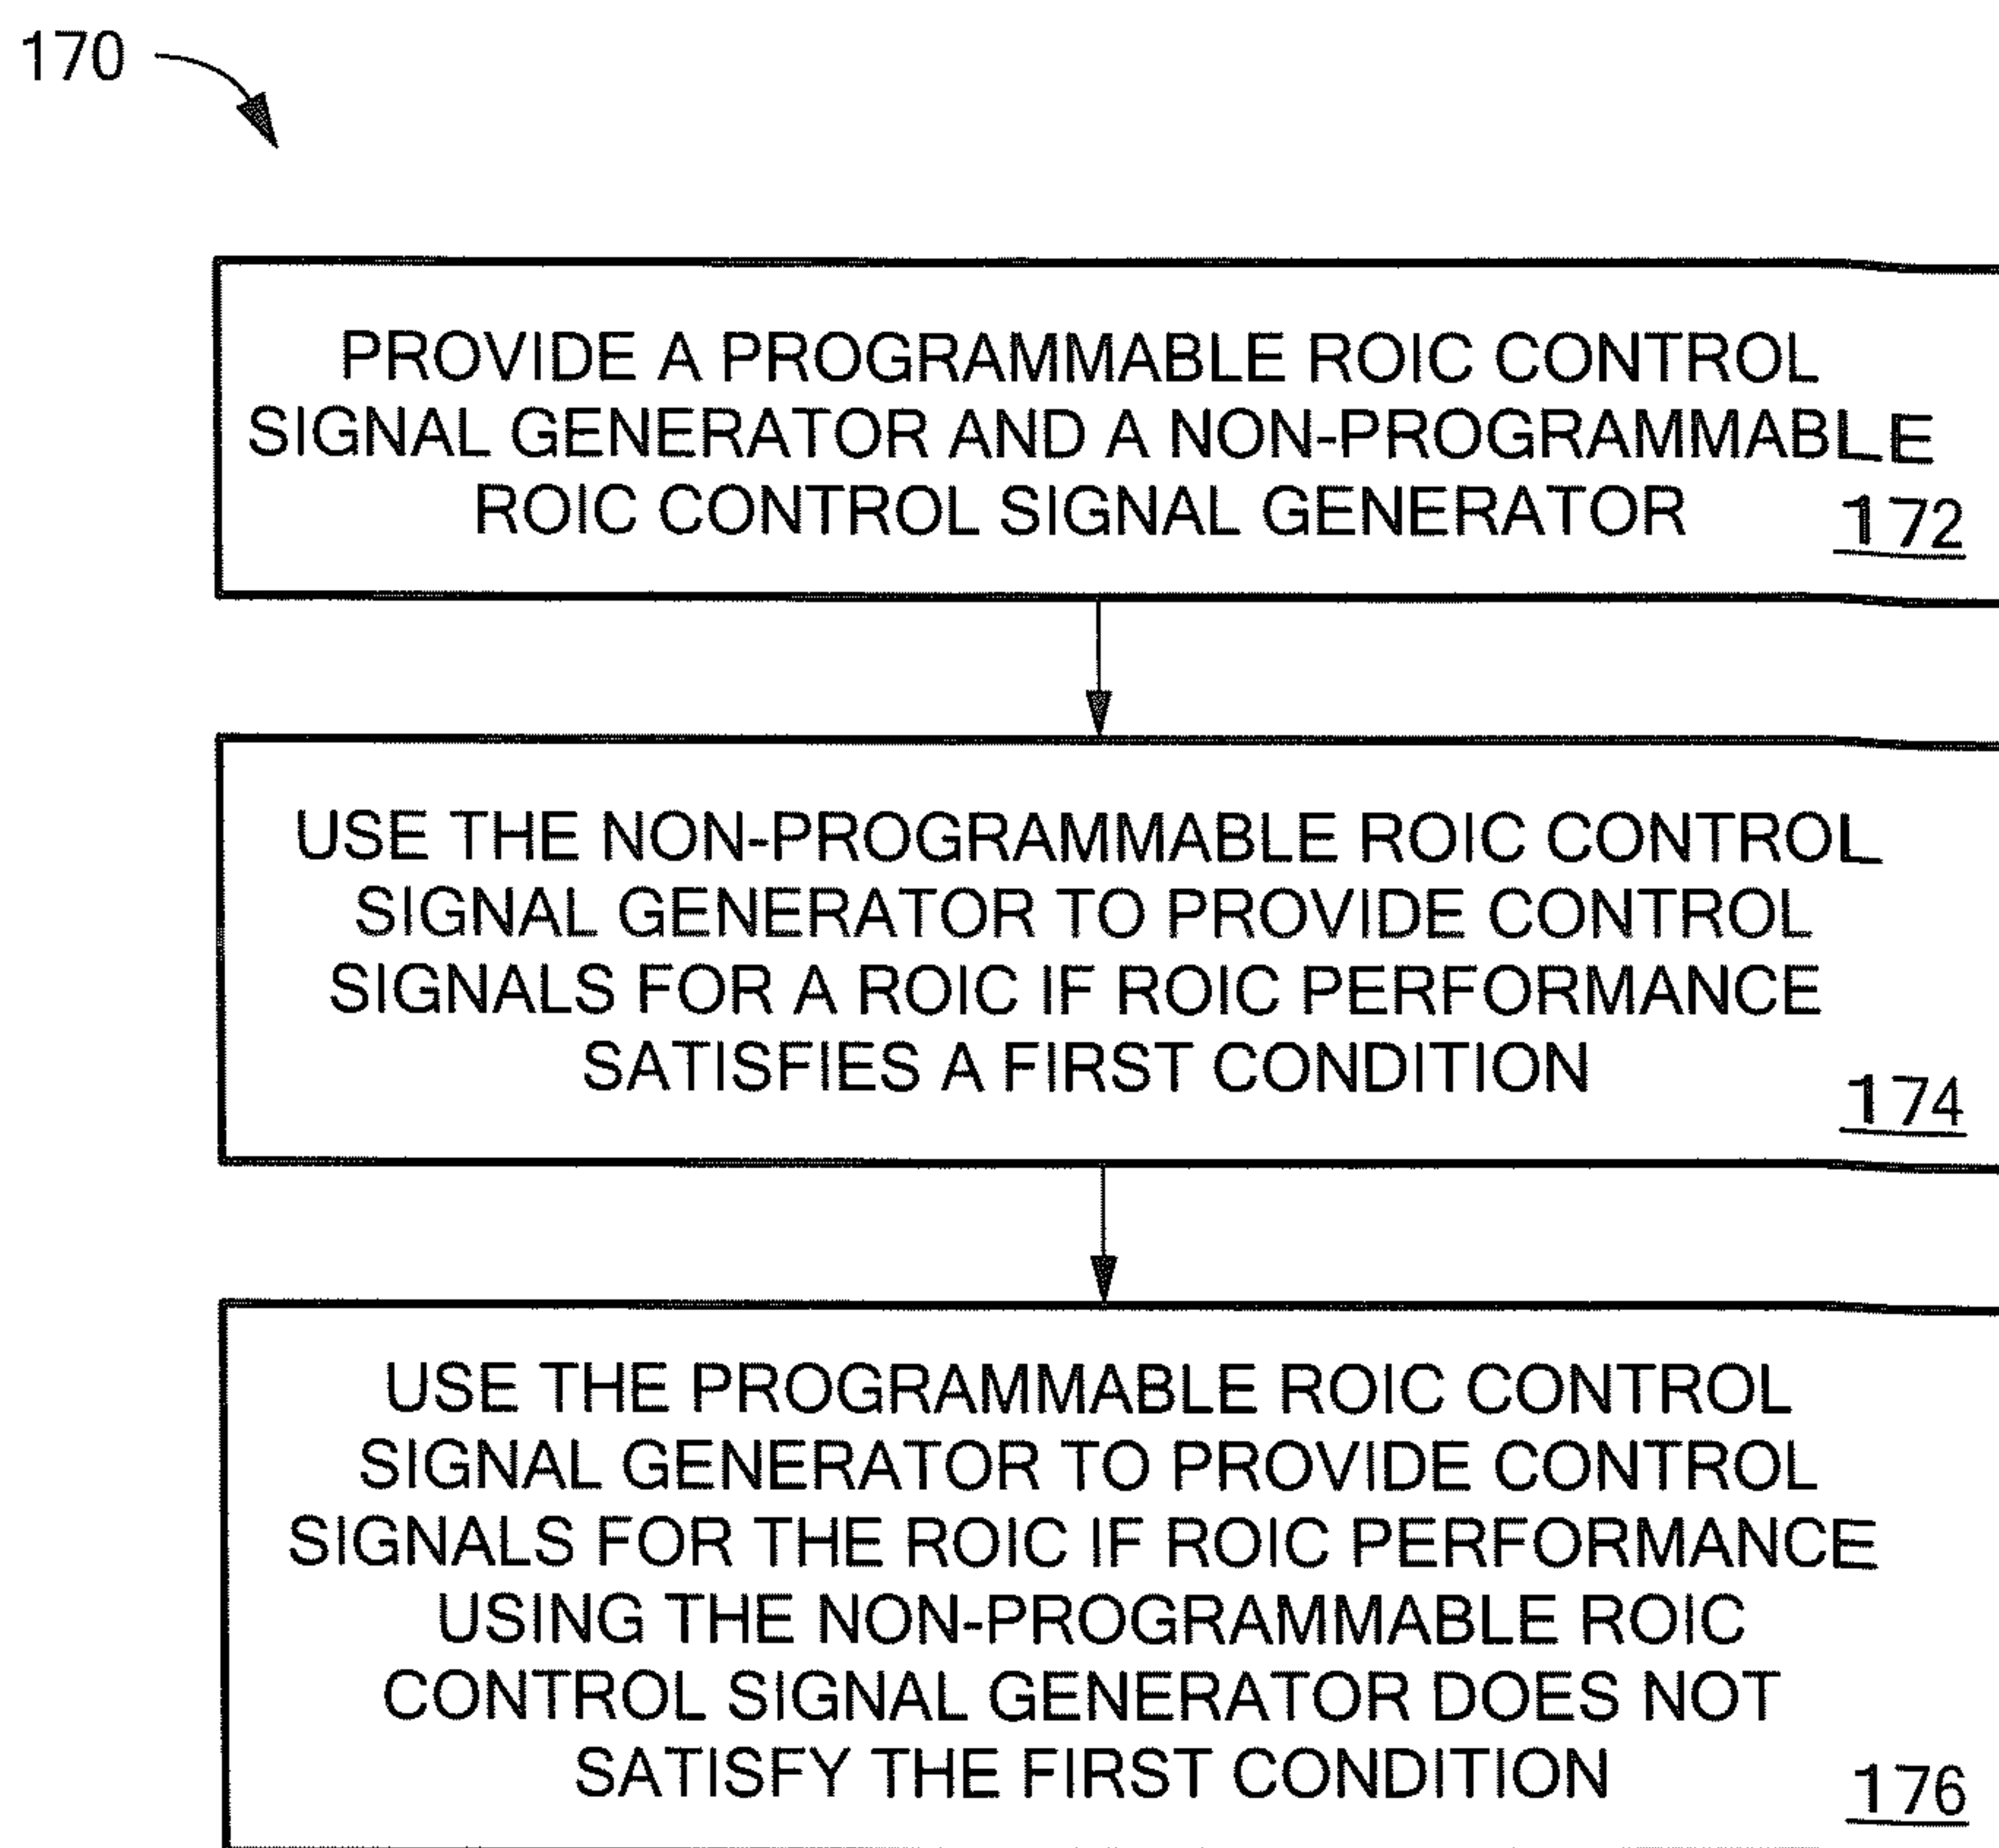 170
PROVIDE A PROGRAMMABLE ROIC CONTROL
SIGNAL GENERATOR AND A NON-PROGRAMMABLE
ROIC CONTROL SIGNAL GENERATOR
172
USE THE NON-PROGRAMMABLE ROIC CONTROL
SIGNAL GENERATOR TO PROVIDE CONTROL
SIGNALS FOR A ROIC IF ROIC PERFORMANCE
SATISFIES A FIRST CONDITION
174
USE THE PROGRAMMABLE ROIC CONTROL
SIGNAL GENERATOR TO PROVIDE CONTROL
SIGNALS FOR THE ROIC IF ROIC PERFORMANCE
USING THE NON-PROGRAMMABLE ROIC
CONTROL SIGNAL GENERATOR DOES NOT
SATISFY THE FIRST CONDITION
176